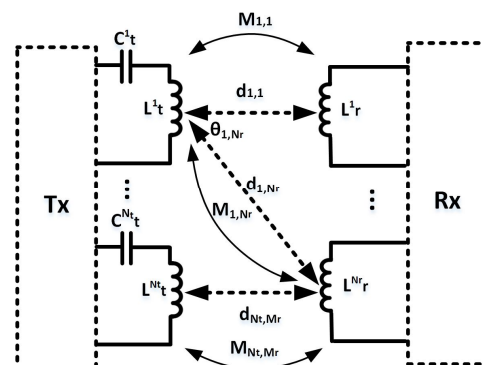 M1,1
C1t
d1,1
L1t
L1r
θ1,Nr
d1,Nr
Tx
...
CNtt
M1,Nr
...
Rx
LNtt
LNrr
dNt,Mr
MNt,Mr